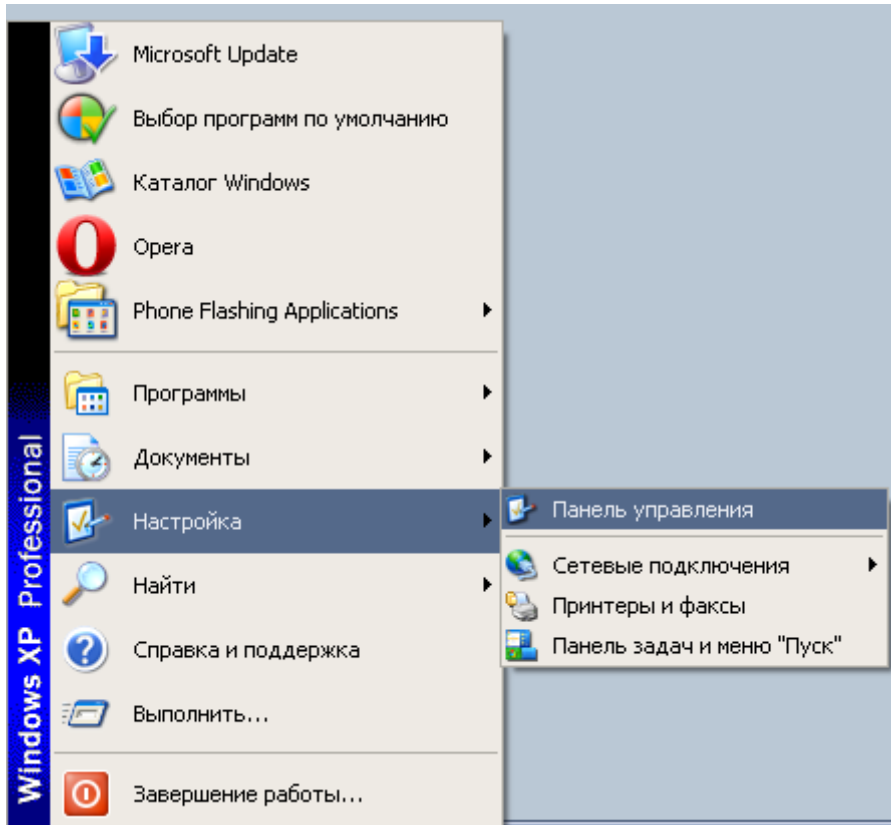 Microsoft Update
Выбор программ по умолчанию
Каталог Windows
Opera
Phone Flashing Applications
Программы
Документы
Настройка
Найти
Справка и поддержка
Выполнить...
Завершение работы...
Панель управления
Сетевые подключения
Принтеры и факсы
Панель задач и меню "Пуск"
Windows XP Professional